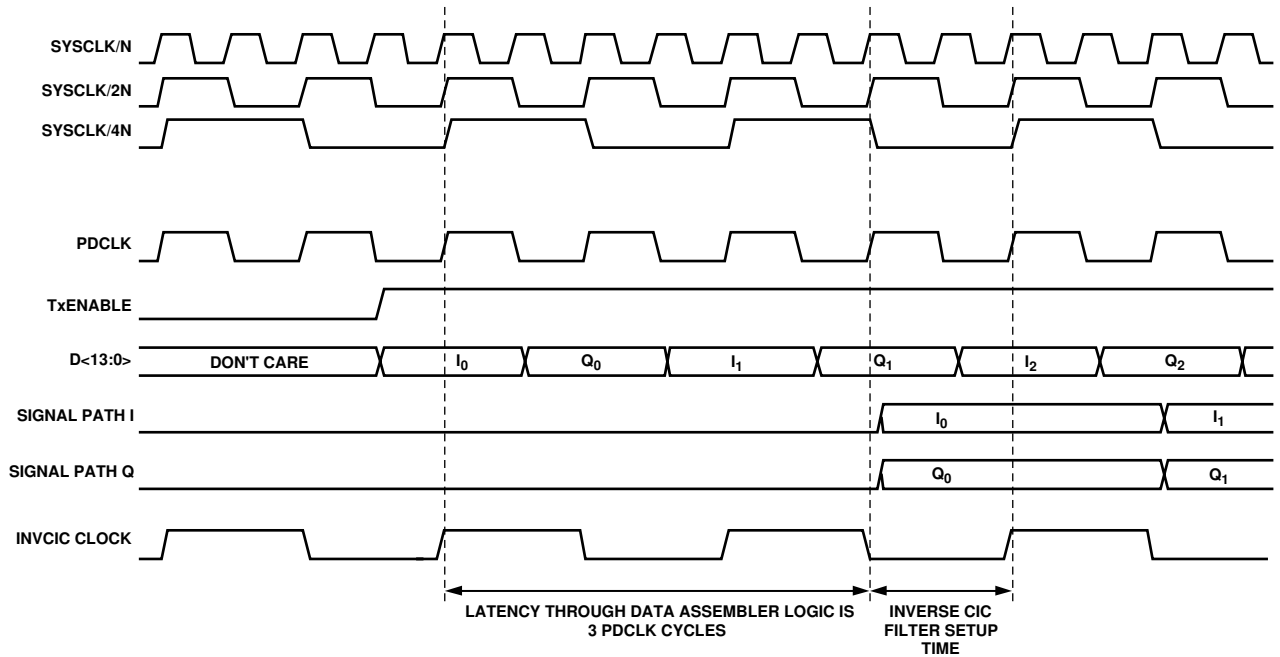 SYSCLK/N
SYSCLK/2N
SYSCLK/4N
PDCLK
TxENABLE
D<13:0> DON'T CARE I0 Q0 I1 Q1 I2 Q2
SIGNAL PATH I I0 I1
SIGNAL PATH Q Q0 Q1
INVCIC CLOCK
LATENCY THROUGH DATA ASSEMBLER LOGIC IS
3 PDCLK CYCLES
INVERSE CIC
FILTER SETUP
TIME